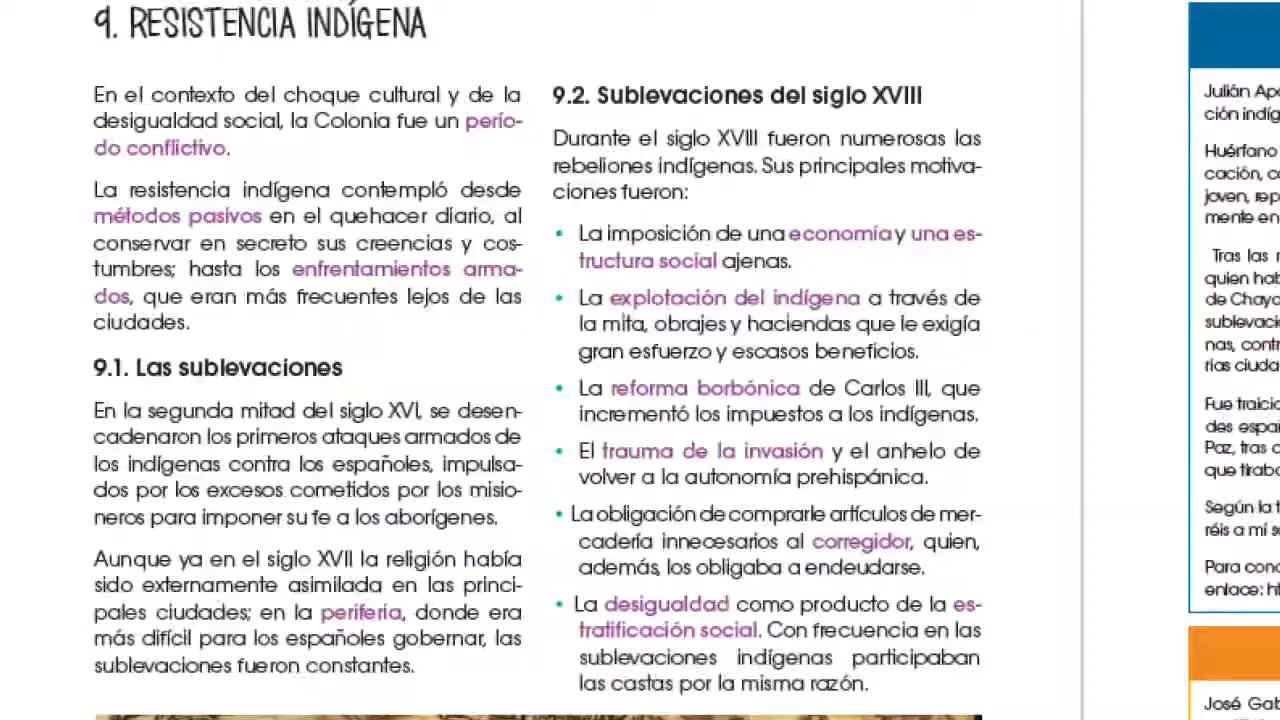 9. RESISTENCIA INDÍGENA
En el contexto del choque cultural y de la
desigualdad social, la Colonia fue un perío-
do conflictivo.
La resistencia indígena contempló desde
métodos pasivos en el quehacer diario, al
conservar en secreto sus creencias y cos-
tumbres; hasta los enfrentamientos arma-
dos, que eran más frecuentes lejos de las
ciudades.
9.1. Las sublevaciones
En la segunda mitad del siglo XVI, se desen-
cadenaron los primeros ataques armados de
los indígenas contra los españoles, impulsa-
dos por los excesos cometidos por los misio-
neros para imponer su fe a los aborígenes.
Aunque ya en el siglo XVII la religión había
sido externamente asimilada en las princi-
pales ciudades; en la periferia, donde era
más difícil para los españoles gobernar, las
sublevaciones fueron constantes.
9.2. Sublevaciones del siglo XVIII
Durante el siglo XVIII fueron numerosas las
rebeliones indígenas. Sus principales motiva-
ciones fueron:
• La imposición de una economía y una es-
tructura social ajenas.
• La explotación del indígena a través de
la mita, obrajes y haciendas que le exigía
gran esfuerzo y escasos beneficios.
• La reforma borbónica de Carlos III, que
incrementó los impuestos a los indígenas.
• El trauma de la invasión y el anhelo de
volver a la autonomía prehispánica.
• La obligación de comprarle artículos de mer-
cadería innecesarios al corregidor, quien,
además, los obligaba a endeudarse.
• La desigualdad como producto de la es-
tratificación social. Con frecuencia en las
sublevaciones indígenas participaban
las castas por la misma razón.
Julián Apa
ción indíg
Huérfano
cación, co
joven, rep
mente en
Tras las
quien hab
de Chaya
sublevacio
nas, contr
rias ciuda
Fue traicio
des españ
Paz, tras
que tiraba
Según la
réis a mí
Para cono
enlace:
José Gab